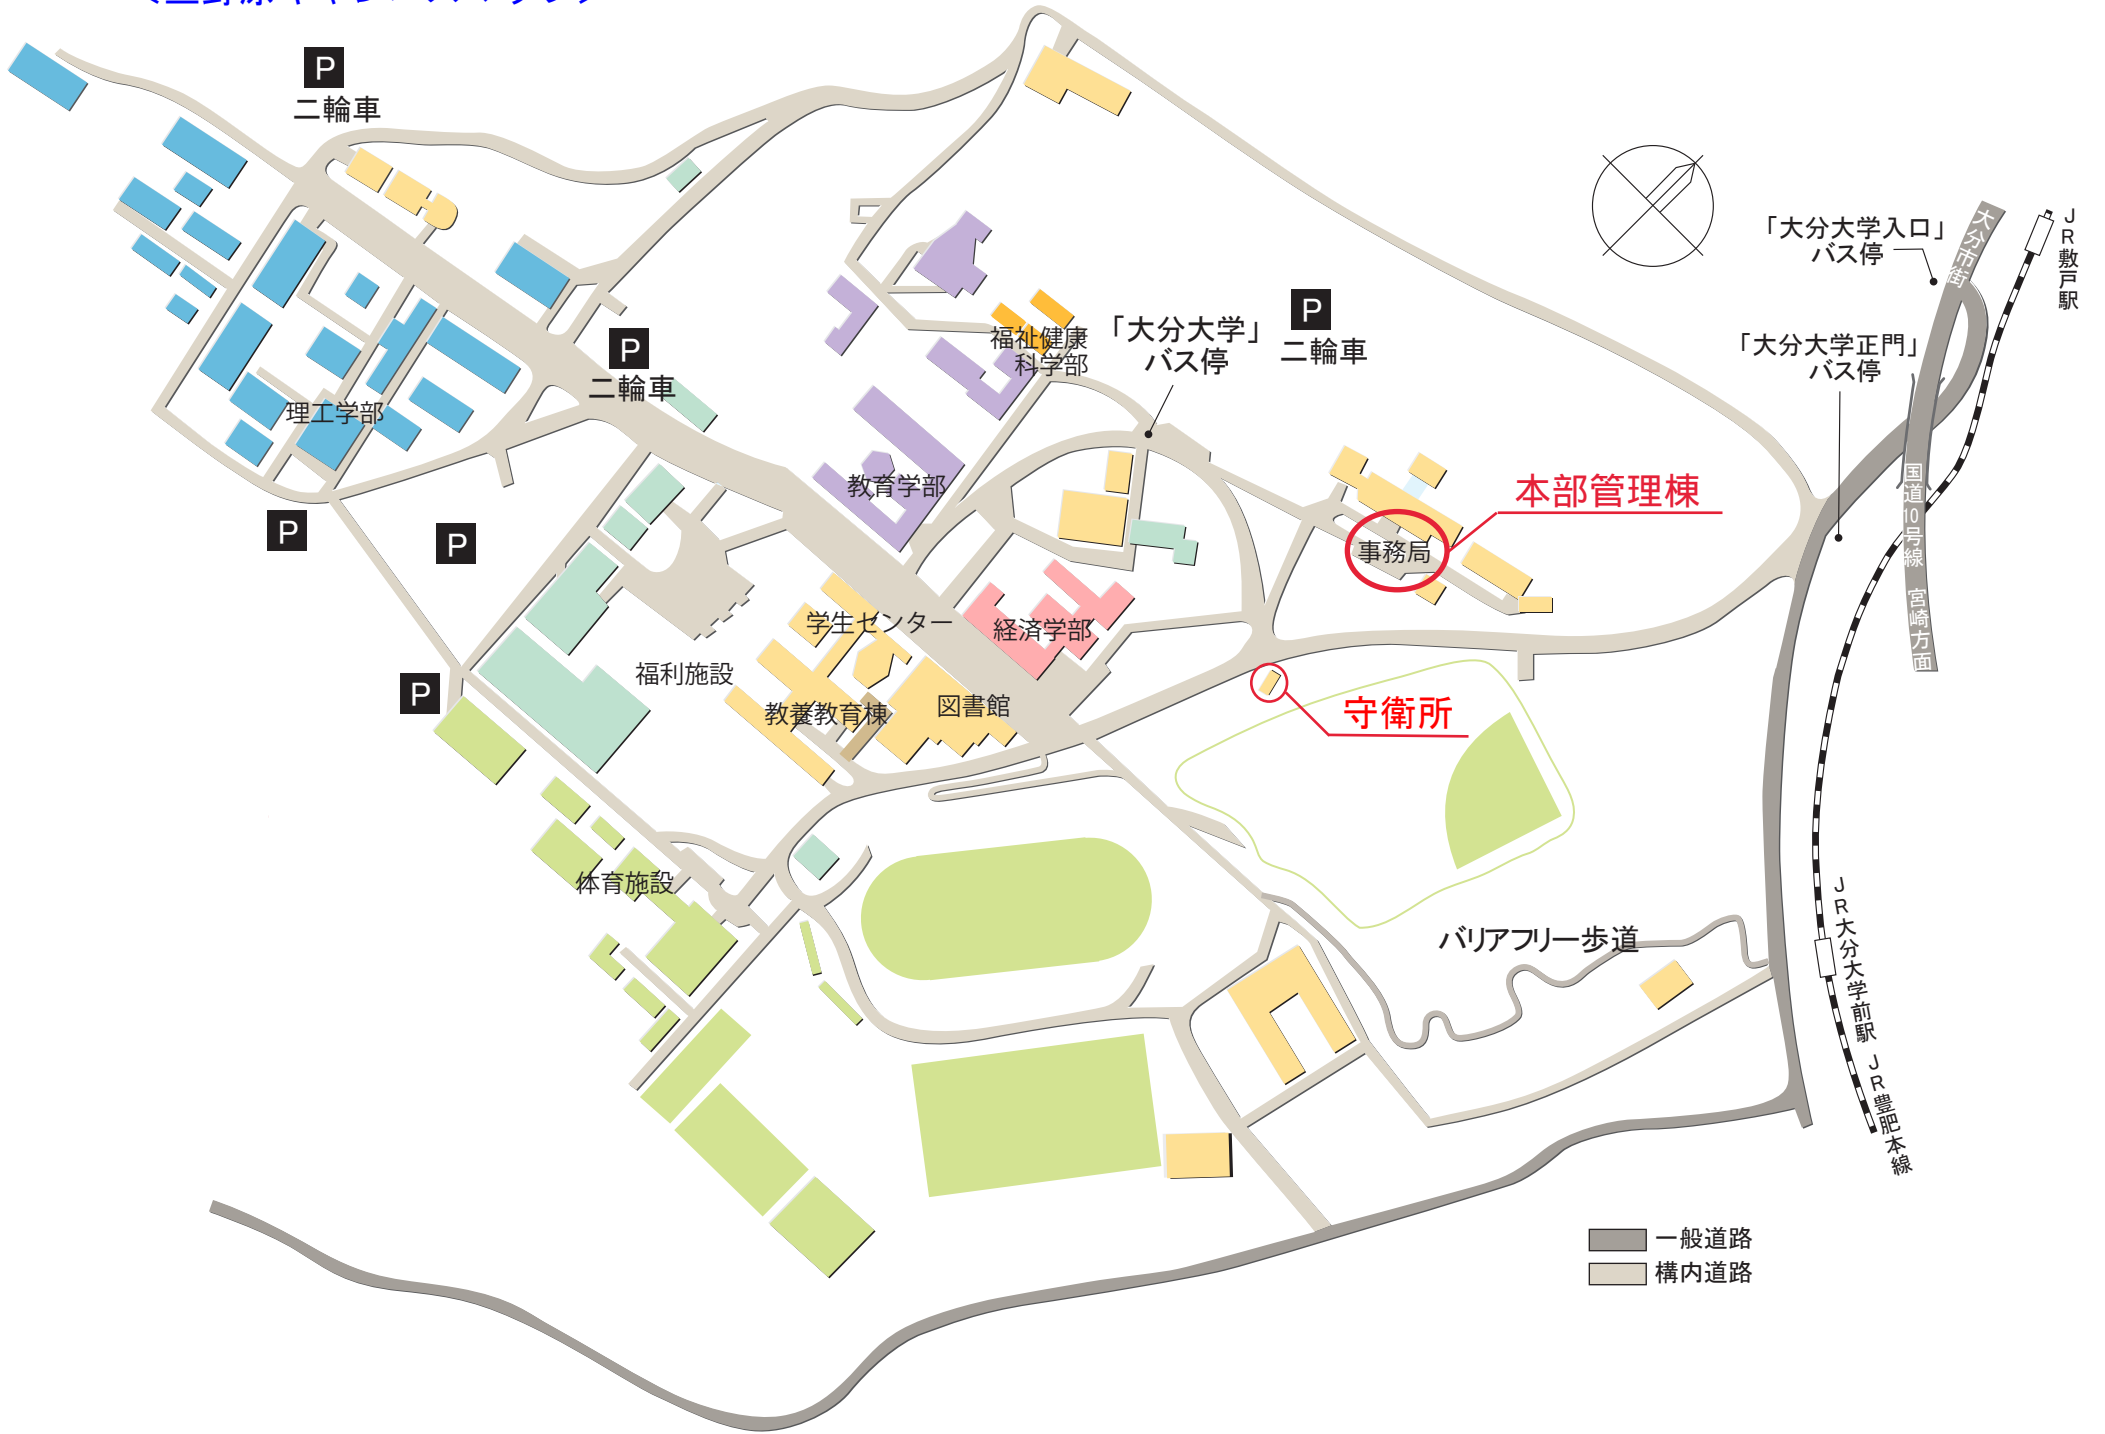 P
二輪車
J
R
敷
戸
駅
大分市街
「大分大学入口」
バス停
P
二輪車
「大分大学」
バス停
福祉健康
科学部
P
二輪車
「大分大学正門」
バス停
理工学部
教育学部
本部管理棟
国道10号線 宮崎方面
P
P
事務局
学生センター
経済学部
福利施設
P
教養教育棟
図書館
守衛所
体育施設
バリアフリー歩道
JR大分大学前駅
JR豊肥本線
一般道路
構内道路